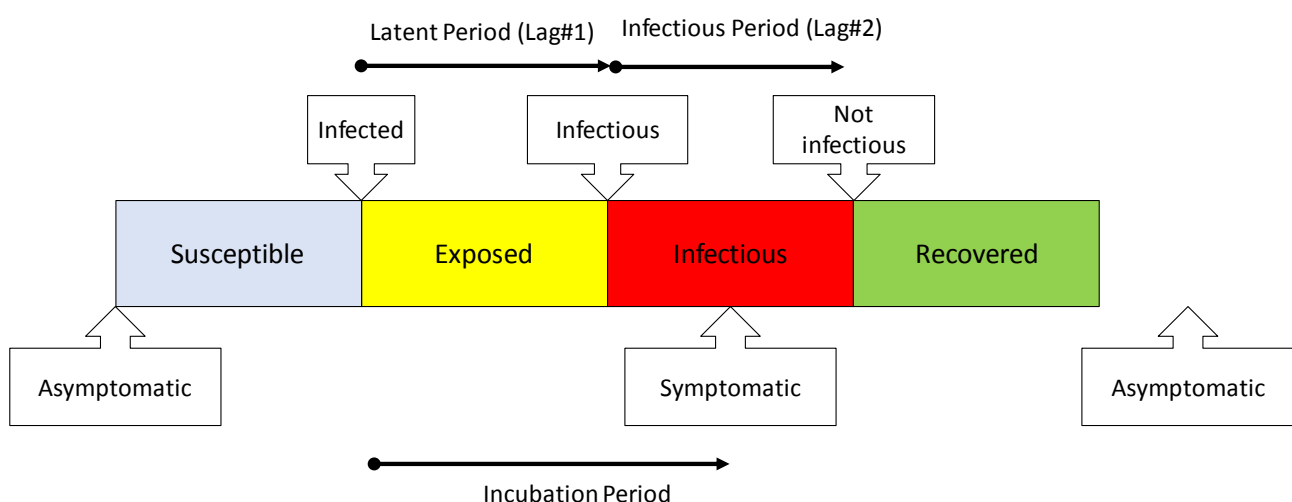 Latent Period (Lag#1)
Infectious Period (Lag#2)
Infected
Infectious
Not
infectious
Susceptible
Exposed
Infectious
Recovered
Asymptomatic
Symptomatic
Asymptomatic
Incubation Period